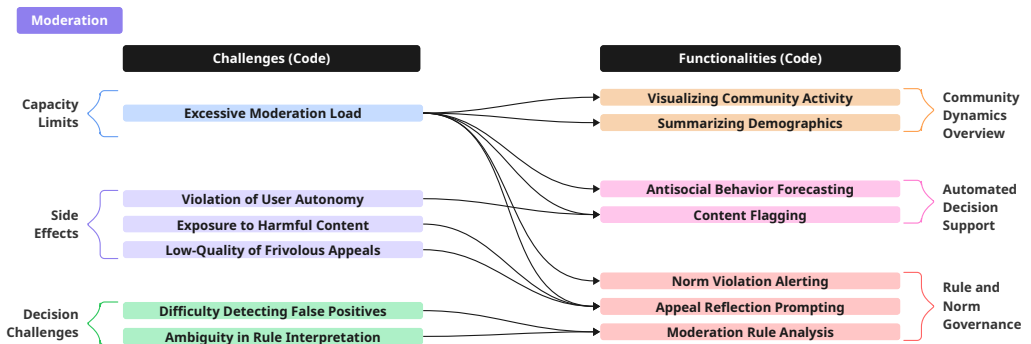 Moderation
Challenges (Code)
Functionalities (Code)
Capacity
Limits
Excessive Moderation Load
Visualizing Community Activity
Summarizing Demographics
Community
Dynamics
Overview
Side
Effects
Violation of User Autonomy
Exposure to Harmful Content
Low-Quality of Frivolous Appeals
Antisocial Behavior Forecasting
Content Flagging
Automated
Decision
Support
Decision
Challenges
Difficulty Detecting False Positives
Ambiguity in Rule Interpretation
Norm Violation Alerting
Appeal Reflection Prompting
Moderation Rule Analysis
Rule and
Norm
Governance